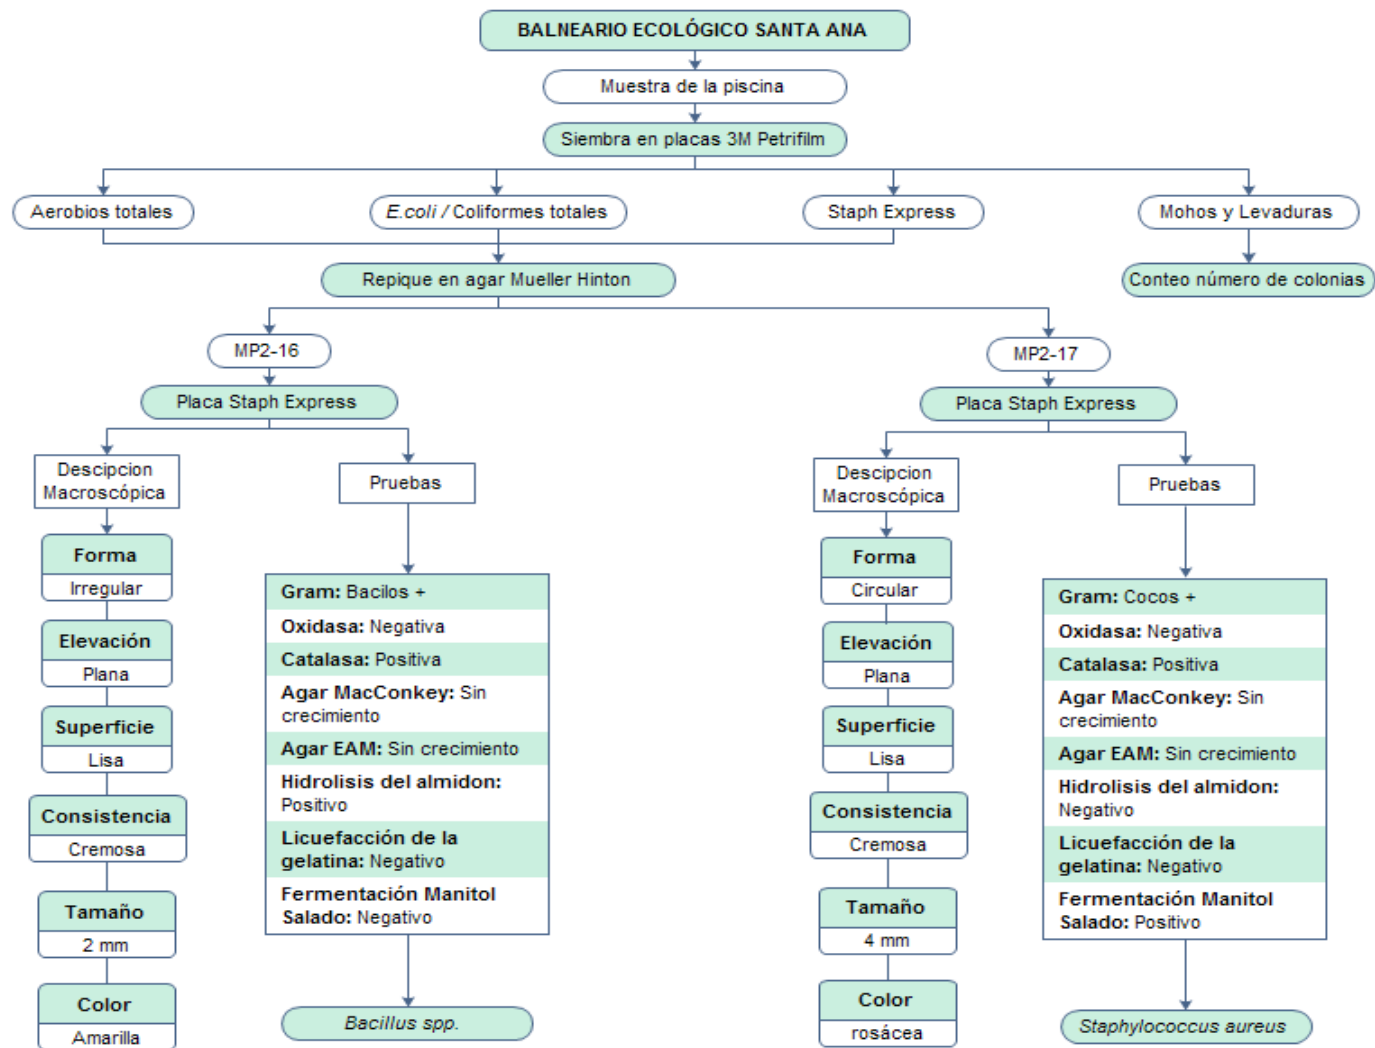 BALNEARIO ECOLÓGICO SANTA ANA
Muestra de la piscina
Siembra en placas 3M Petrifilm
Aerobios totales
E.coli / Coliformes totales
Staph Express
Mohos y Levaduras
Repique en agar Mueller Hinton
Conteo número de colonias
MP2-16
MP2-17
Placa Staph Express
Placa Staph Express
Descipcion
Macroscópica
Pruebas
Forma
Irregular
Elevación
Plana
Superficie
Lisa
Consistencia
Cremosa
Tamaño
2 mm
Color
Amarilla
Gram: Bacilos +
Oxidasa: Negativa
Catalasa: Positiva
Agar MacConkey: Sin
crecimiento
Agar EAM: Sin crecimiento
Hidrolisis del almidon:
Positivo
Licuefacción de la
gelatina: Negativo
Fermentación Manitol
Salado: Negativo
Bacillus spp.
Descipcion
Macroscópica
Pruebas
Forma
Circular
Elevación
Plana
Superficie
Lisa
Consistencia
Cremosa
Tamaño
4 mm
Color
rosácea
Gram: Cocos +
Oxidasa: Negativa
Catalasa: Positiva
Agar MacConkey: Sin
crecimiento
Agar EAM: Sin crecimiento
Hidrolisis del almidon:
Negativo
Licuefacción de la
gelatina: Negativo
Fermentación Manitol
Salado: Positivo
Staphylococcus aureus